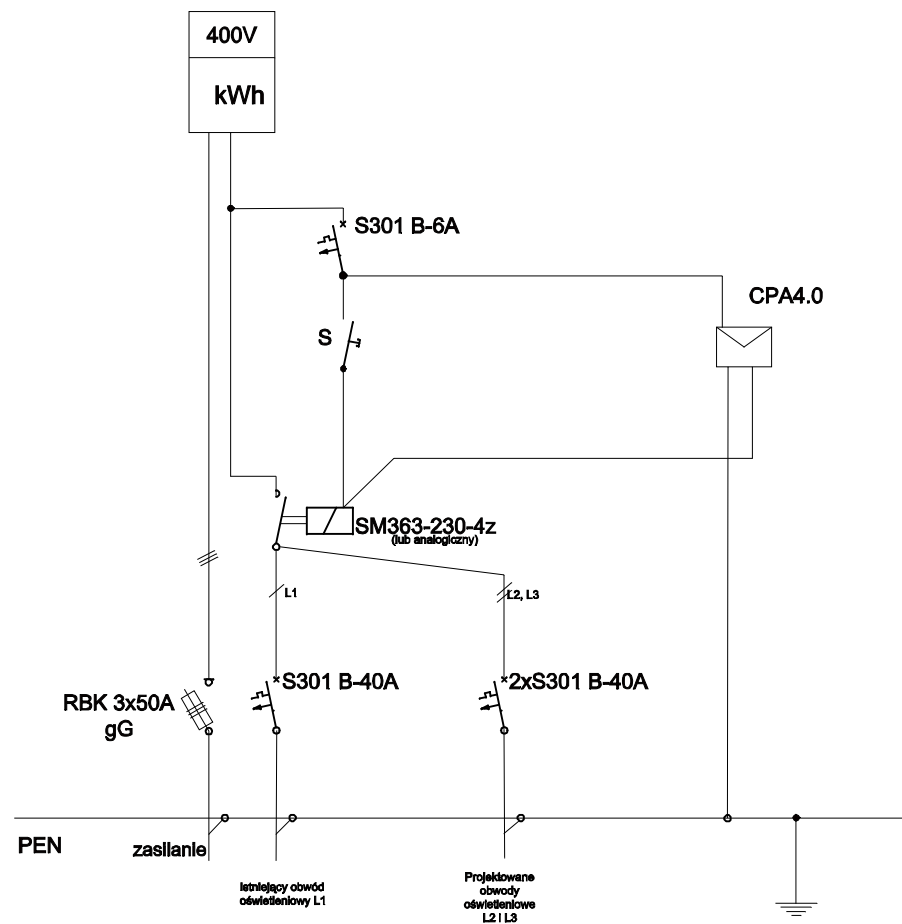 400V
kWh
S301 B-6A
CPA4.0
S
SM363-230-4z
(lub analogiczny)
L1
L2, L3
S301 B-40A
2xS301 B-40A
RBK 3x50A
gG
PEN
zasilanie
Istniejący obwód
oświetleniowy L1
Projektowane
obwody
oświetleniowe
L2 i L3